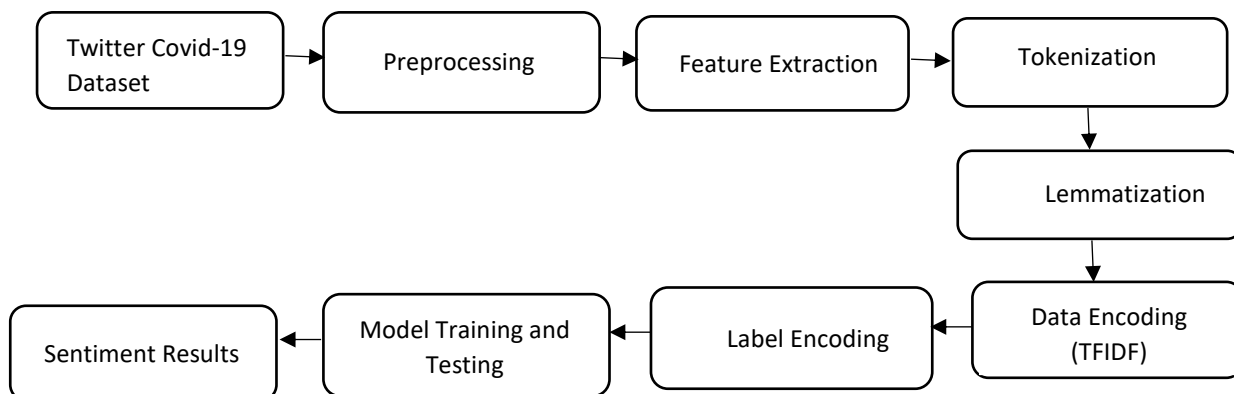 Twitter Covid-19
Dataset
Preprocessing
Feature Extraction
Tokenization
Lemmatization
Data Encoding
(TFIDF)
Label Encoding
Model Training and
Testing
Sentiment Results